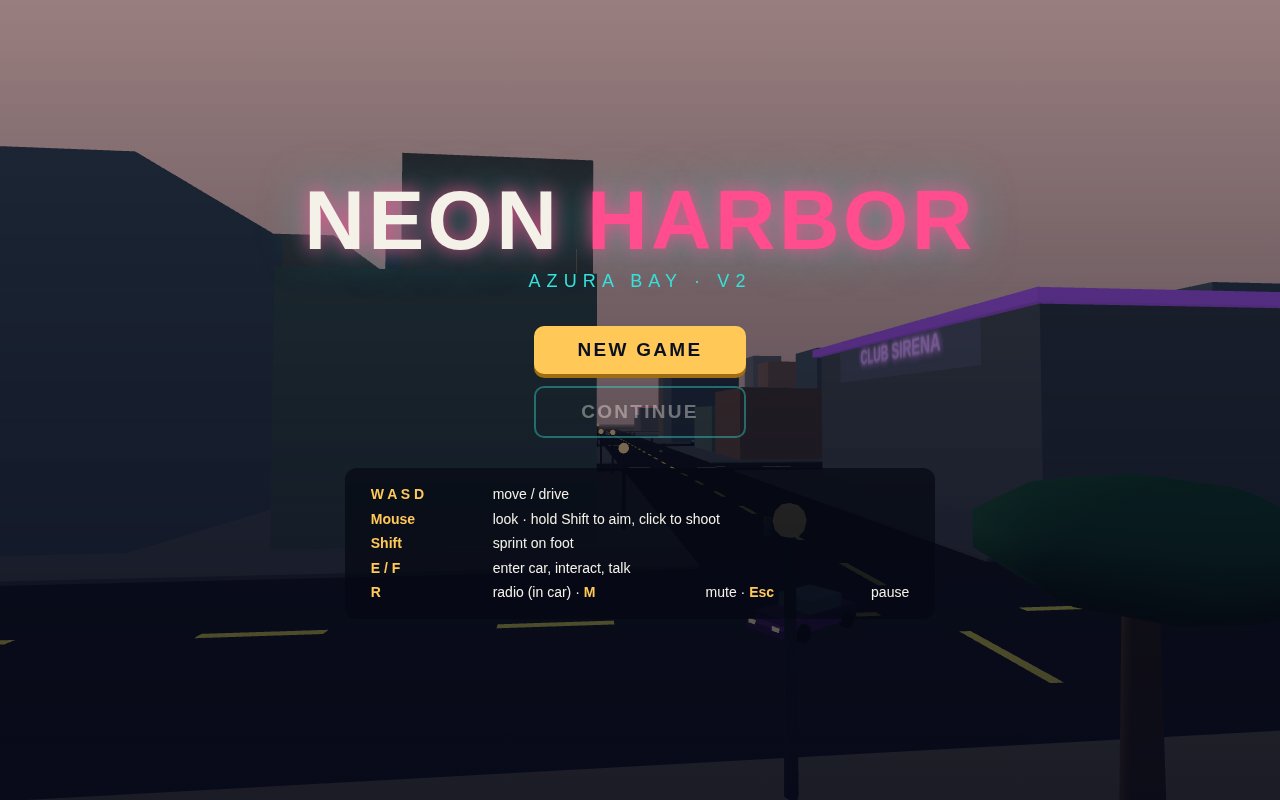 NEON HARBOR
AZURA BAY · V2
CLUB SIRENA
NEW GAME
CONTINUE
W A S D move / drive
Mouse look · hold Shift to aim, click to shoot
Shift sprint on foot
E / F enter car, interact, talk
R radio (in car) · M mute · Esc pause